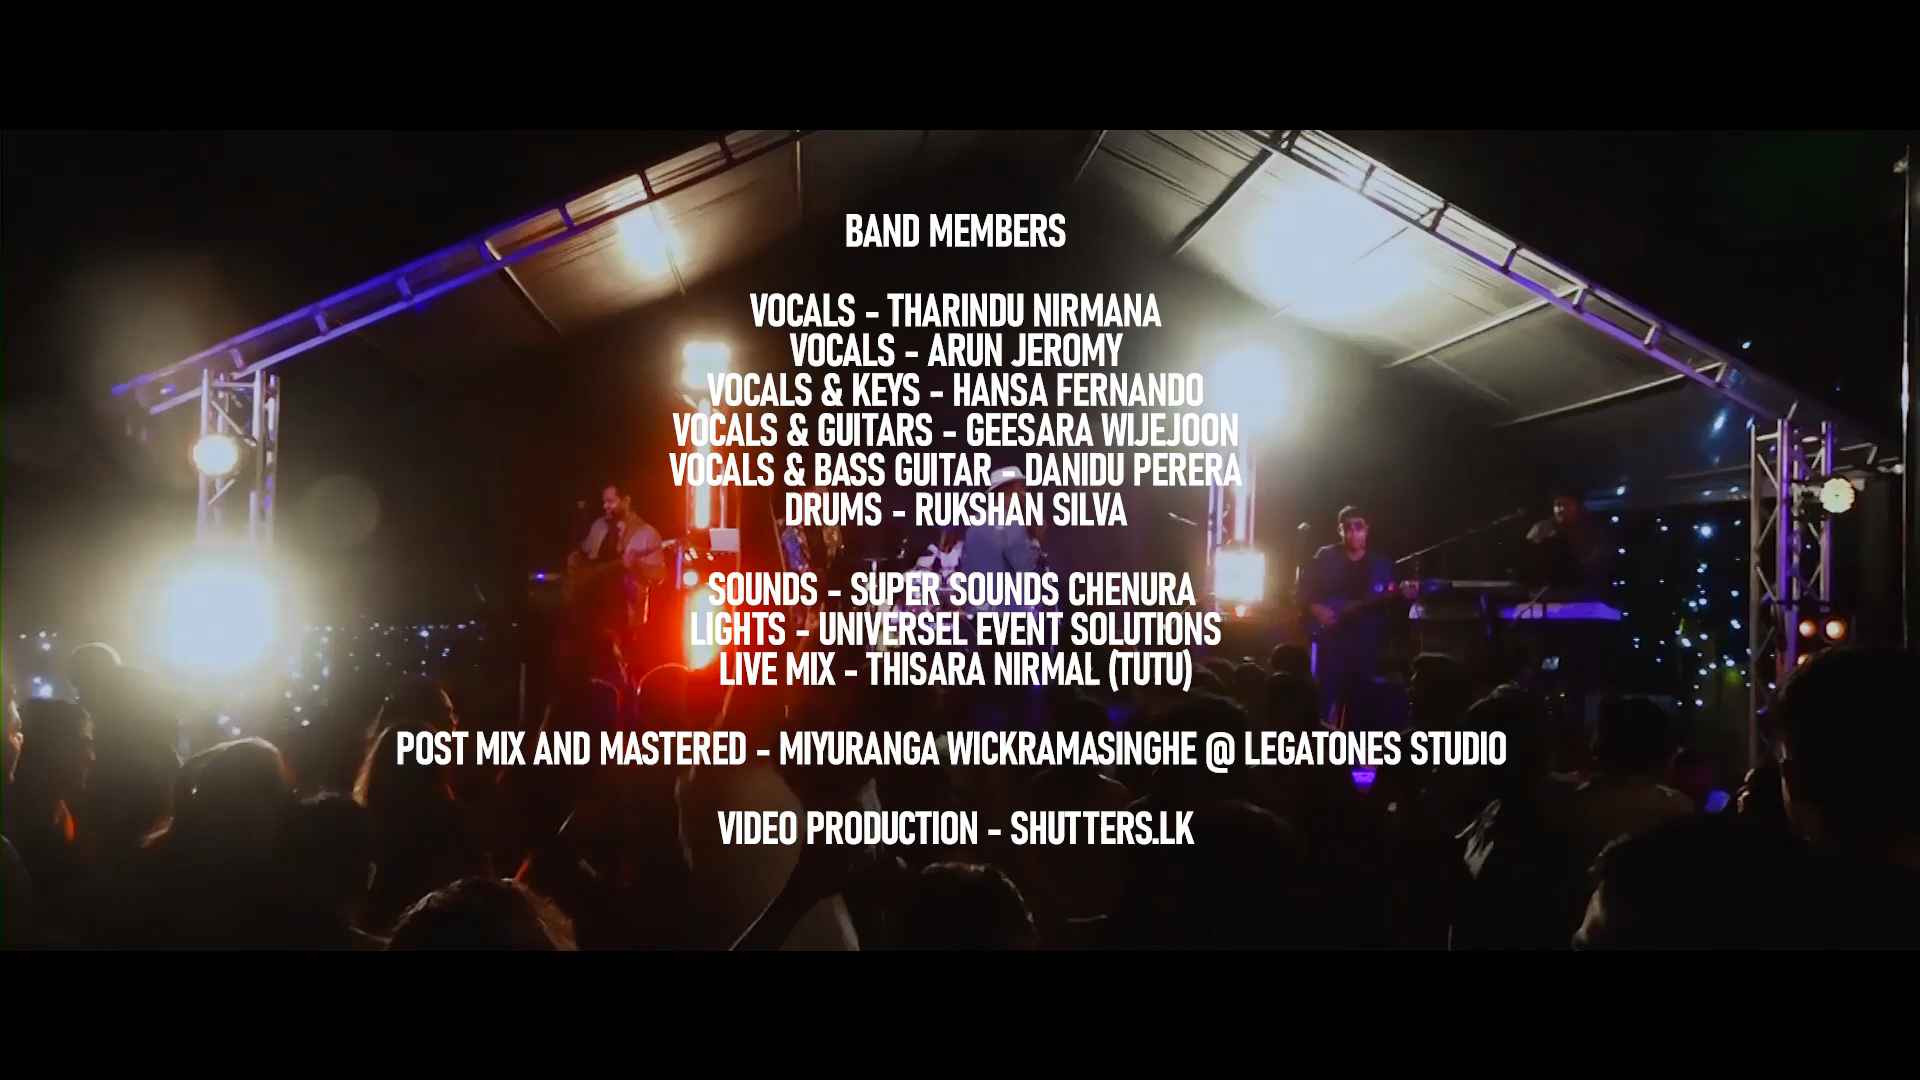 BAND MEMBERS
VOCALS - THARINDU NIRMANA
VOCALS - ARUN JEROMY
VOCALS & KEYS - HANSA FERNANDO
VOCALS & GUITARS - GEESARA WIJEJOON
VOCALS & BASS GUITAR - DANIDU PERERA
DRUMS - RUKSHAN SILVA
SOUNDS - SUPER SOUNDS CHENURA
LIGHTS - UNIVERSEL EVENT SOLUTIONS
LIVE MIX - THISARA NIRMAL (TUTU)
POST MIX AND MASTERED - MIYURANGA WICKRAMASINGHE @ LEGATONES STUDIO
VIDEO PRODUCTION - SHUTTERS.LK